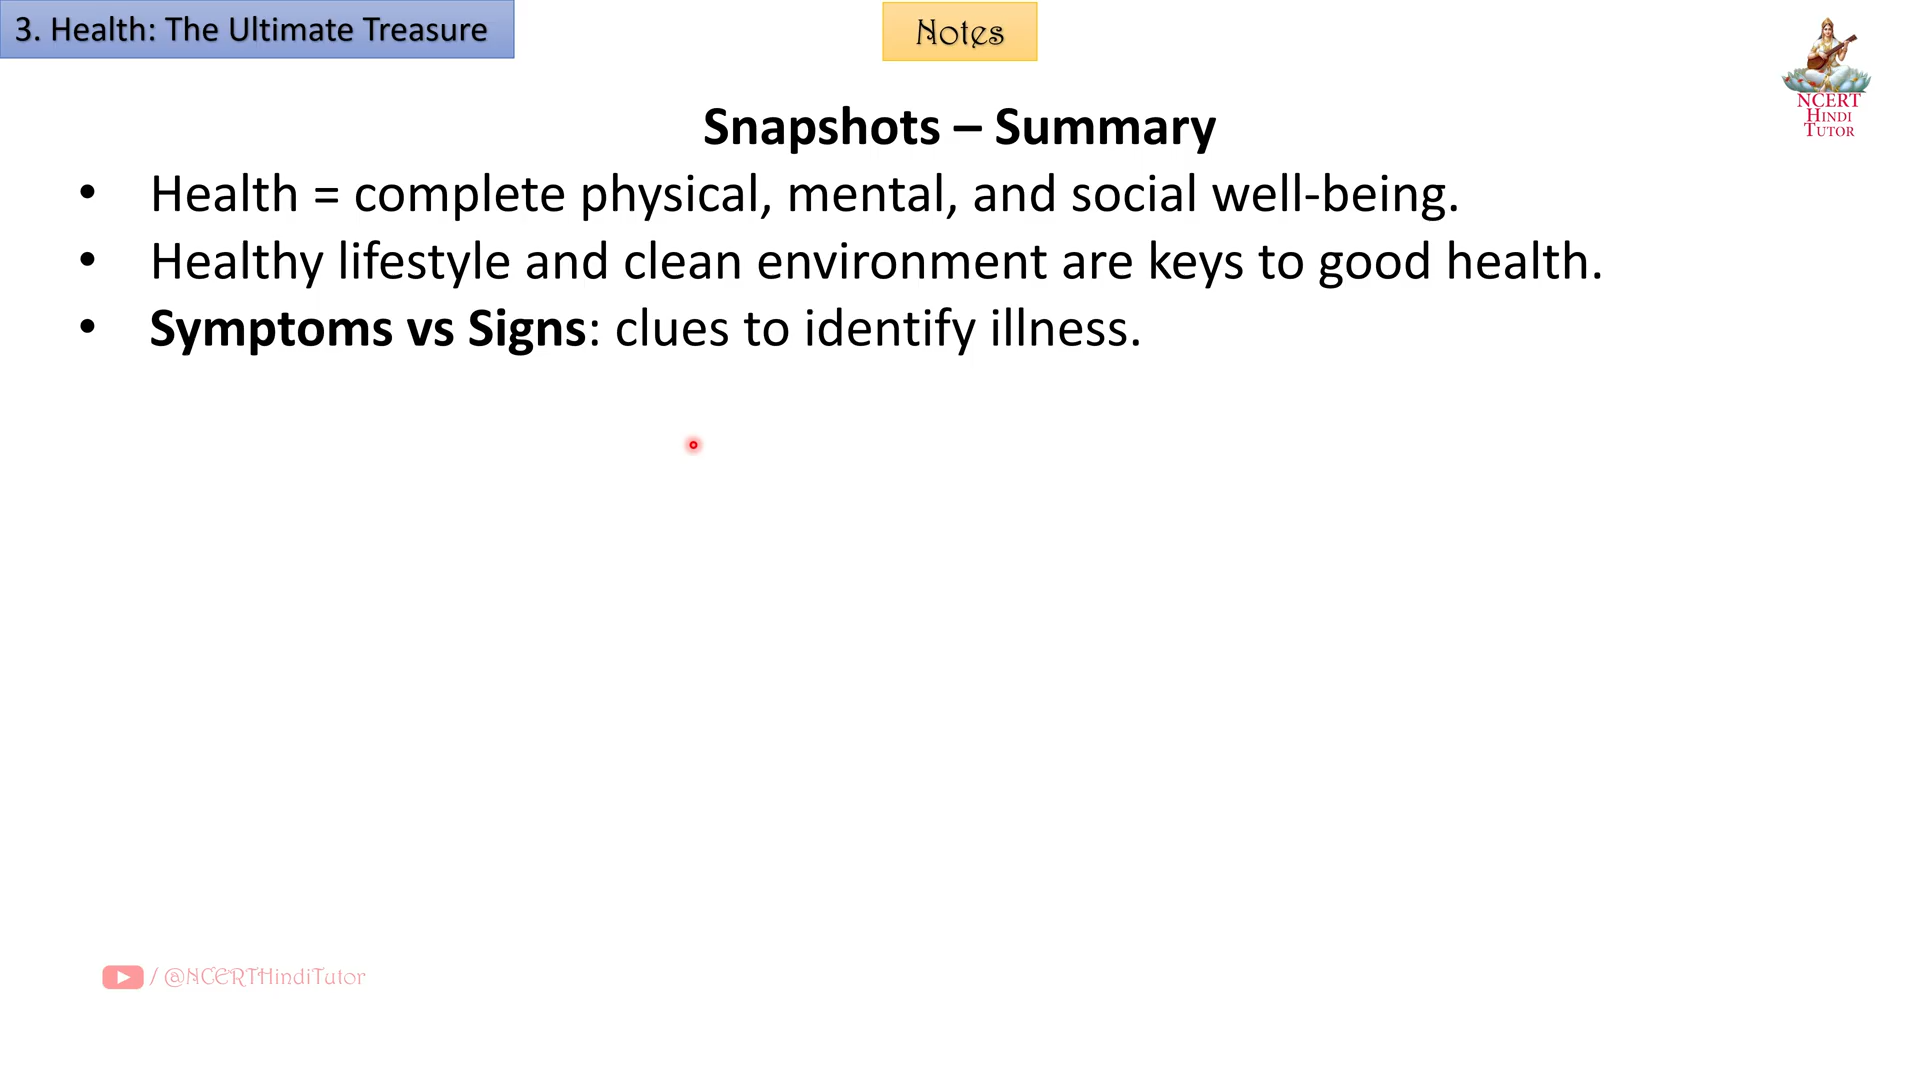 3. Health: The Ultimate Treasure
Notes
NCERT
HINDI
TUTOR
Snapshots – Summary
• Health = complete physical, mental, and social well-being.
• Healthy lifestyle and clean environment are keys to good health.
• Symptoms vs Signs: clues to identify illness.
/ @NCERTHindiTutor